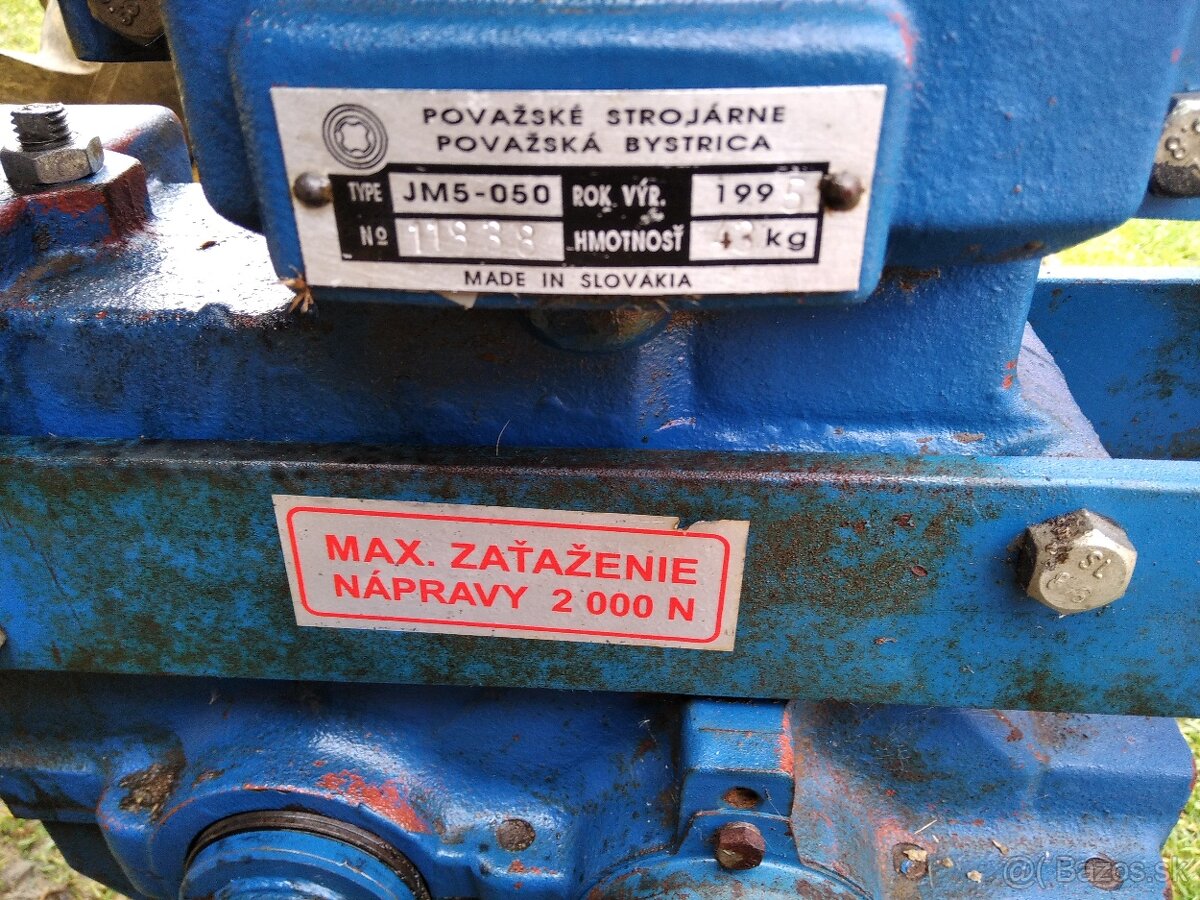 POVAŽSKÉ STROJÁRNE
POVAŽSKÁ BYSTRICA
TYPE JM5-050 ROK VÝR. 1995
№ HMOTNOSŤ kg
MADE IN SLOVAKIA
MAX. ZAŤAŽENIE
NÁPRAVY 2 000 N
Bazos.sk